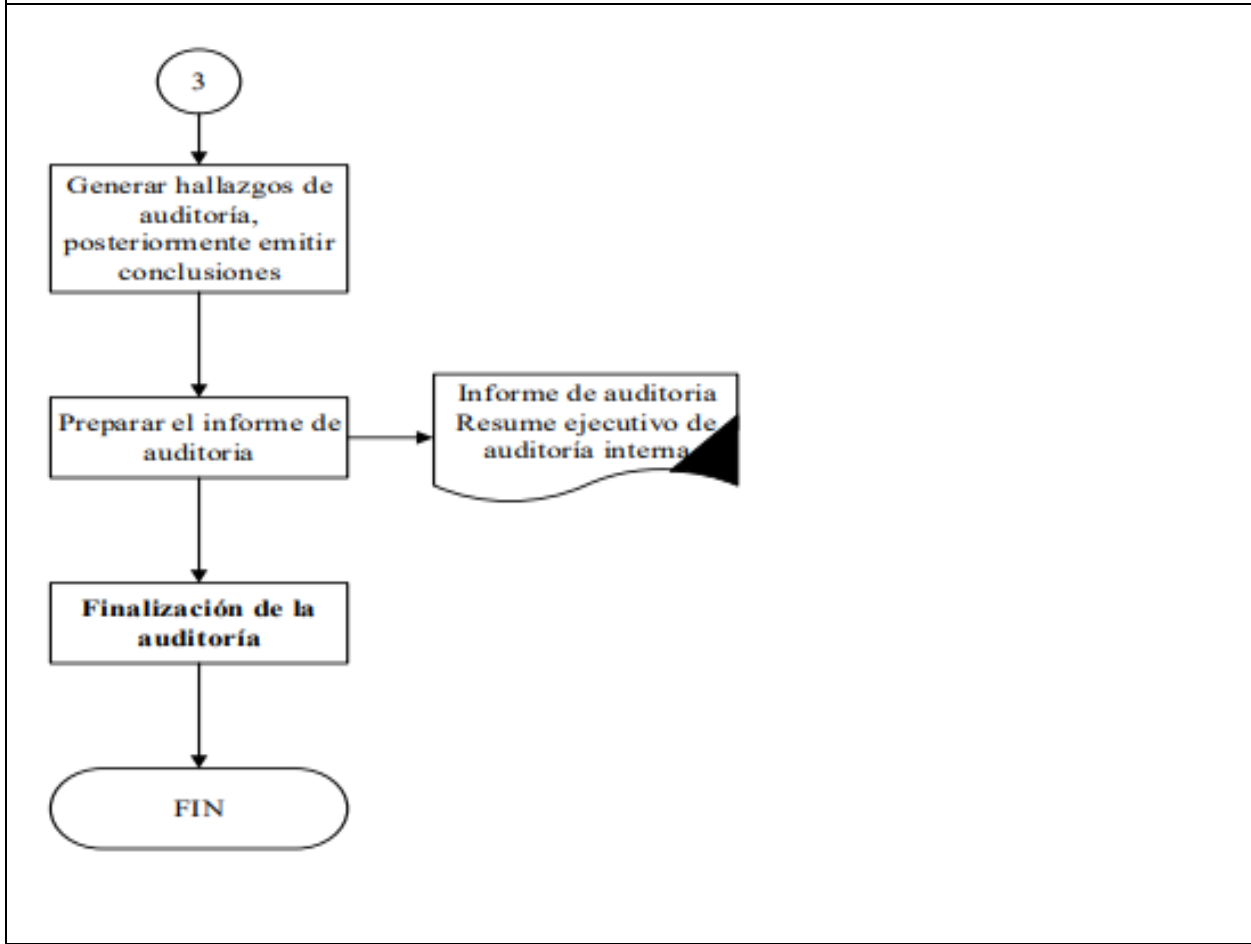 3
Generar hallazgos de
auditoría,
posteriormente emitir
conclusiones
Preparar el informe de
auditoria
Informe de auditoria
Resume ejecutivo de
auditoría interna
Finalización de la
auditoría
FIN